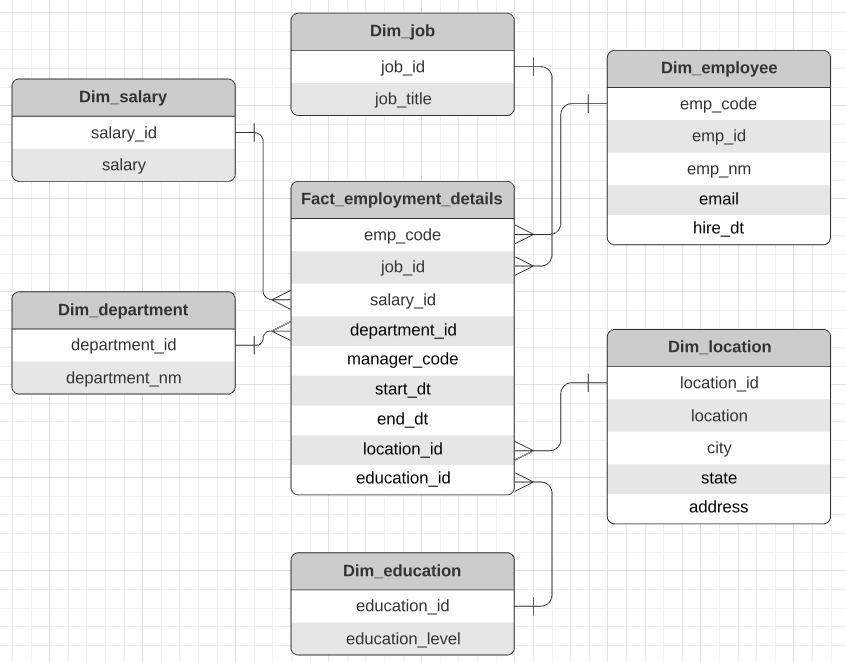 Dim_job
job_id
job_title
Dim_employee
emp_code
emp_id
emp_nm
email
hire_dt
Dim_salary
salary_id
salary
Fact_employment_details
emp_code
job_id
salary_id
department_id
manager_code
start_dt
end_dt
location_id
education_id
Dim_department
department_id
department_nm
Dim_location
location_id
location
city
state
address
Dim_education
education_id
education_level